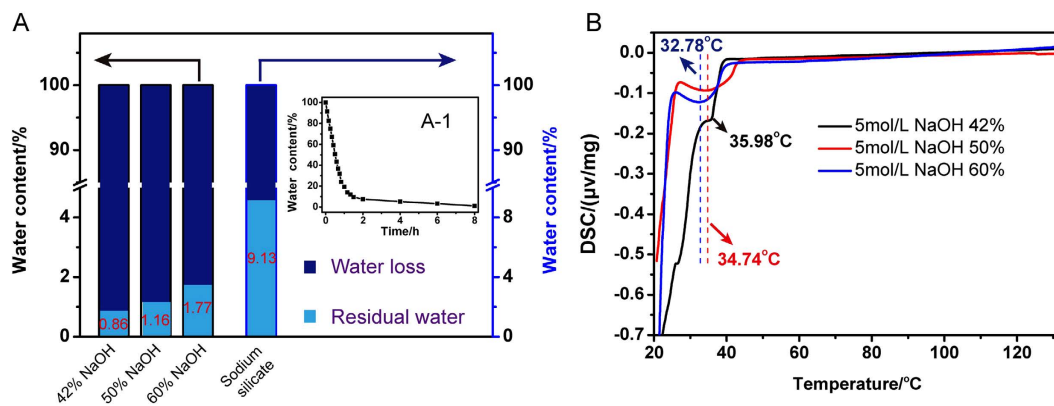 A
Water content/%
100
90
4
2
0
0.86
1.16
1.77
9.13
42% NaOH
50% NaOH
60% NaOH
Sodium
silicate
A-1
Water content/%
100
80
60
40
20
0
0
2
4
6
8
Time/h
Water loss
Residual water
100
90
8
4
0
Water content/%
B
DSC/(μv/mg)
0.0
-0.1
-0.2
-0.3
-0.4
-0.5
-0.6
-0.7
32.78°C
35.98°C
34.74°C
5mol/L NaOH 42%
5mol/L NaOH 50%
5mol/L NaOH 60%
20
40
60
80
100
120
Temperature/°C